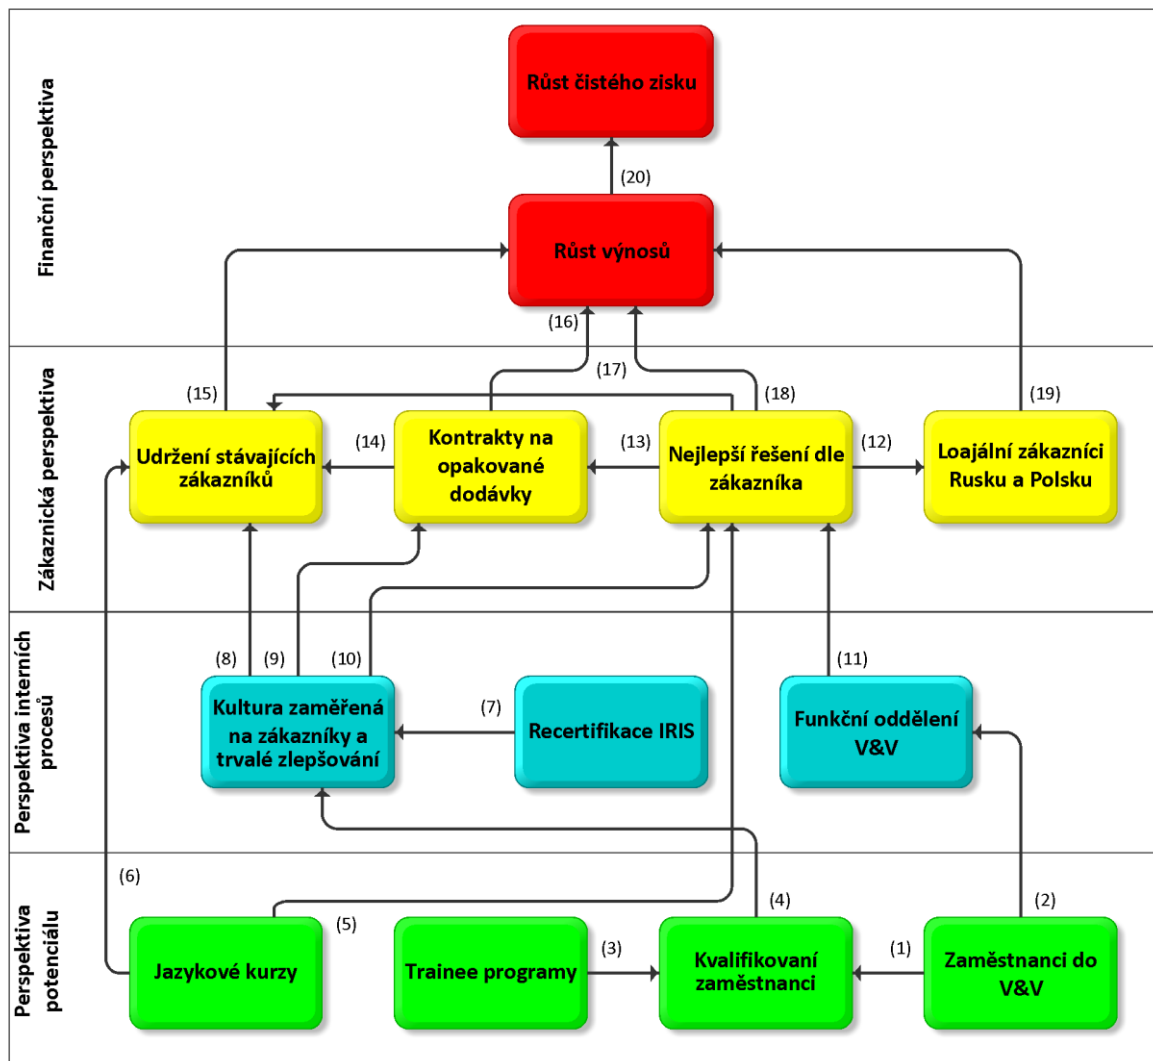 Finanční perspektiva
Růst čistého zisku
(20)
Růst výnosů
(16)
Zákaznická perspektiva
(15)
(17)
(18)
(19)
Udržení stávajících
zákazníků
(14)
Kontrakty na
opakované
dodávky
(13)
Nejlepší řešení dle
zákazníka
(12)
Loajální zákazníci
Rusku a Polsku
Perspektiva interních
procesů
(8)
(9)
(10)
(11)
Kultura zaměřená
na zákazníky a
trvalé zlepšování
(7)
Recertifikace IRIS
Funkční oddělení
V&V
Perspektiva
potenciálu
(6)
(5)
(4)
(2)
Jazykové kurzy
Trainee programy
(3)
Kvalifikovaní
zaměstnanci
(1)
Zaměstnanci do
V&V